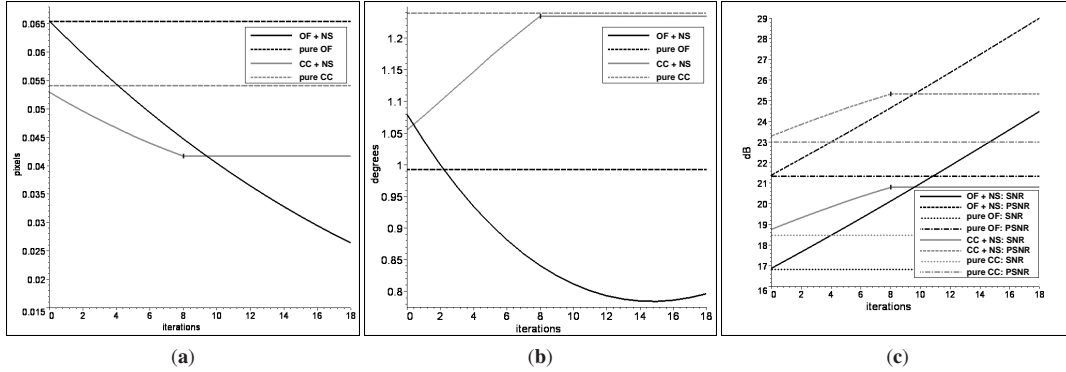 0.065
0.06
0.055
0.05
0.045
0.04
0.035
0.03
0.025
0.02
0.015
pixels
0 2 4 6 8 10 12 14 16 18
iterations
OF + NS
pure OF
CC + NS
pure CC
(a)
1.2
1.15
1.1
1.05
1
0.95
0.9
0.85
0.8
degrees
0 2 4 6 8 10 12 14 16 18
iterations
OF + NS
pure OF
CC + NS
pure CC
(b)
29
28
27
26
25
24
23
22
21
20
19
18
17
16
dB
0 2 4 6 8 10 12 14 16 18
iterations
OF + NS: SNR
OF + NS: PSNR
pure OF: SNR
pure OF: PSNR
CC + NS: SNR
CC + NS: PSNR
pure CC: SNR
pure CC: PSNR
(c)